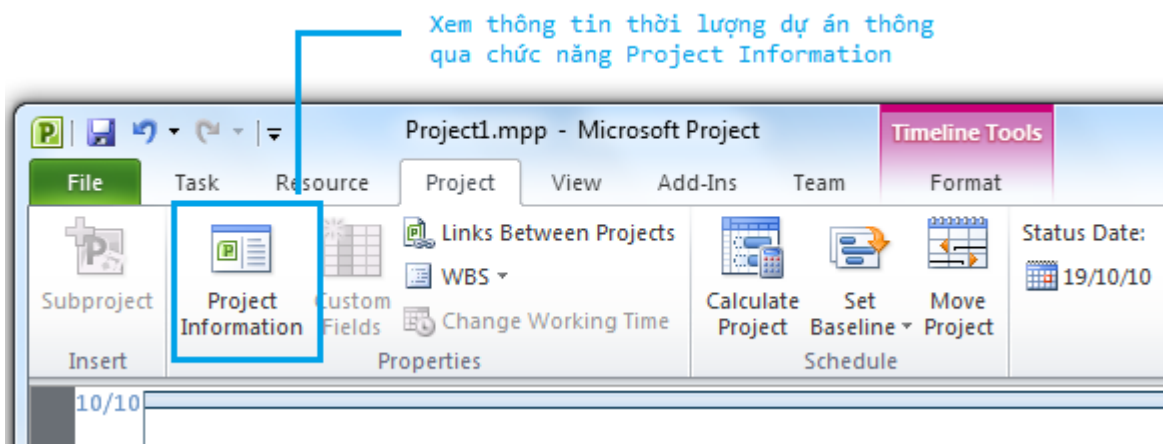 Xem thông tin thời lượng dự án thông
qua chức năng Project Information
Project1.mpp - Microsoft Project
Timeline Tools
File Task Resource Project View Add-Ins Team Format
Subproject
Project
Information
Custom
Fields
Links Between Projects
WBS
Change Working Time
Calculate
Project
Set
Baseline
Move
Project
Status Date:
19/10/10
Insert Properties Schedule
10/10